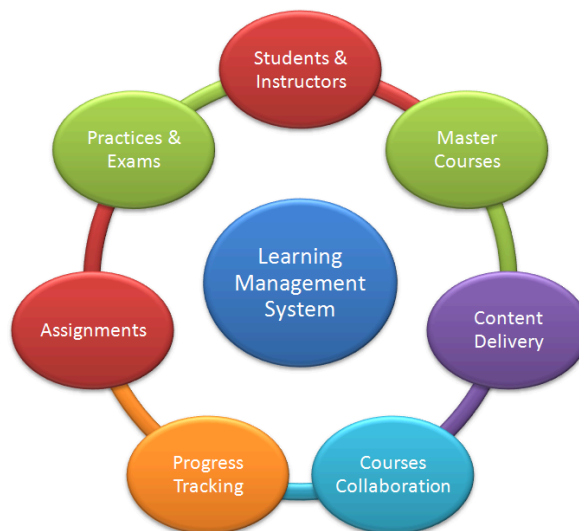 Students &
Instructors
Master
Courses
Content
Delivery
Courses
Collaboration
Progress
Tracking
Assignments
Practices &
Exams
Learning
Management
System